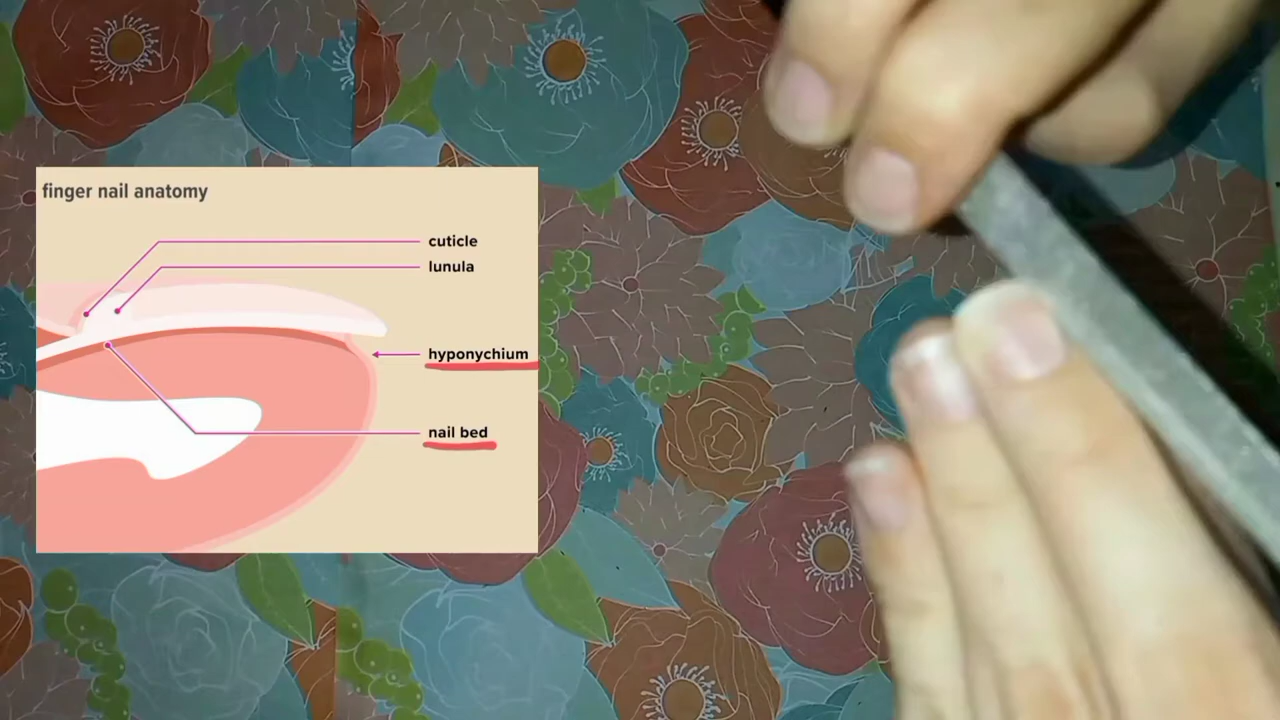 finger nail anatomy
cuticle
lunula
hyponychium
nail bed